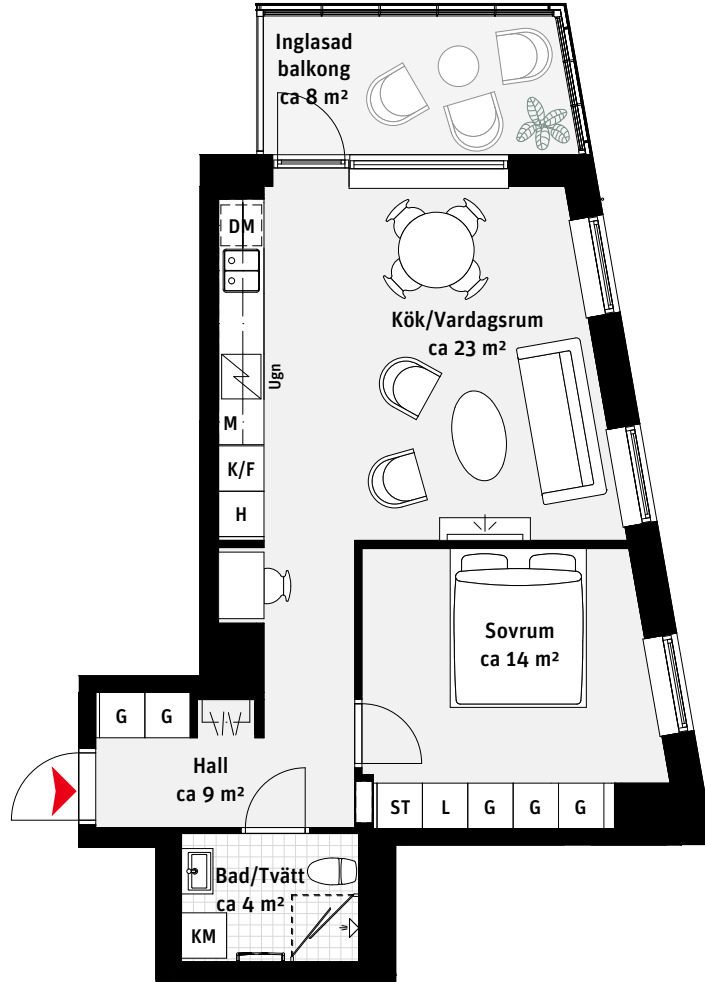 Inglasad
balkong
ca 8 m²
DM
Kök/Vardagsrum
ca 23 m²
Ugn
M
K/F
H
Sovrum
ca 14 m²
G G
Hall
ca 9 m²
ST L G G G
Bad/Tvätt
ca 4 m²
KM